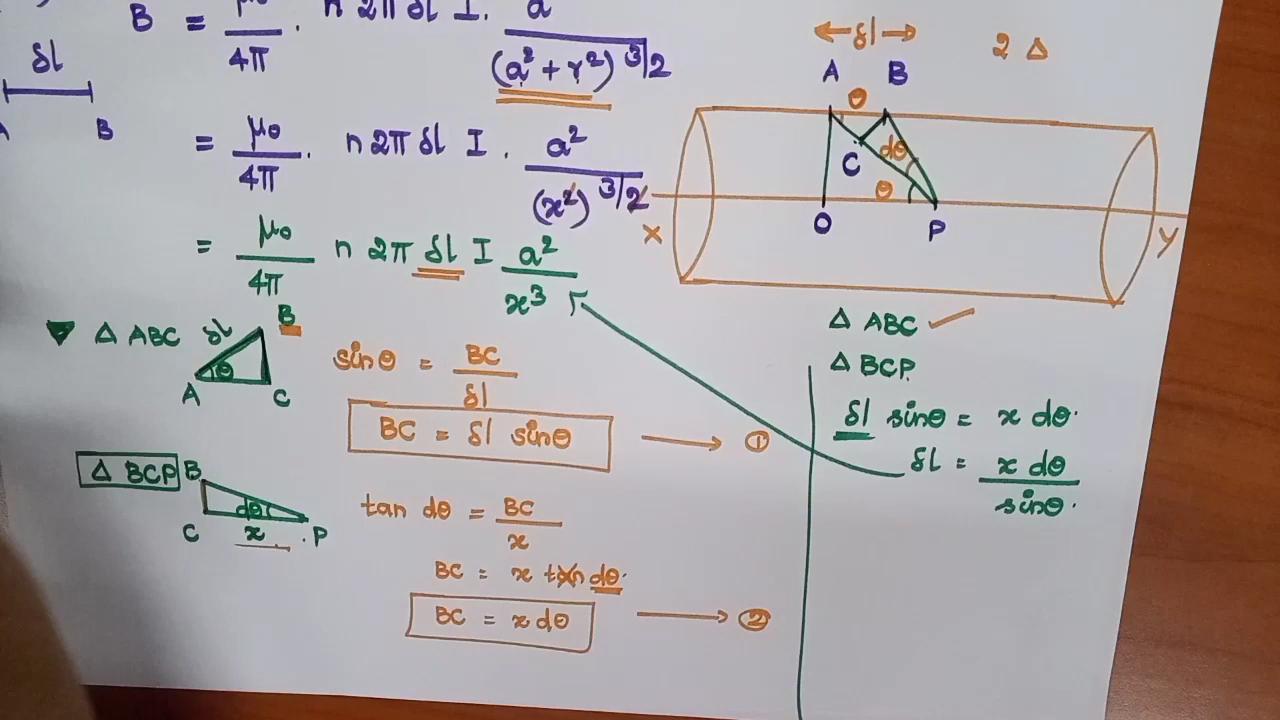 B = μ₀/4π . n 2π δl I . a²/(a² + r²)^3/2
δl
A B
= μ₀/4π . n 2π δl I . a²/(x²)^3/2
= μ₀/4π n 2π δl I a²/x³
Δ ABC δl B
θ
A C
sinθ = BC/δl
BC = δl sinθ → ①
Δ BCP B
dθ
C x . P
tan dθ = BC/x
BC = x tan dθ.
BC = x dθ → ②
← δl → 2 Δ
A B
θ
C dθ
θ
X O P Y
Δ ABC ✓
Δ BCP.
δl sinθ = x dθ.
δl = x dθ/sinθ.